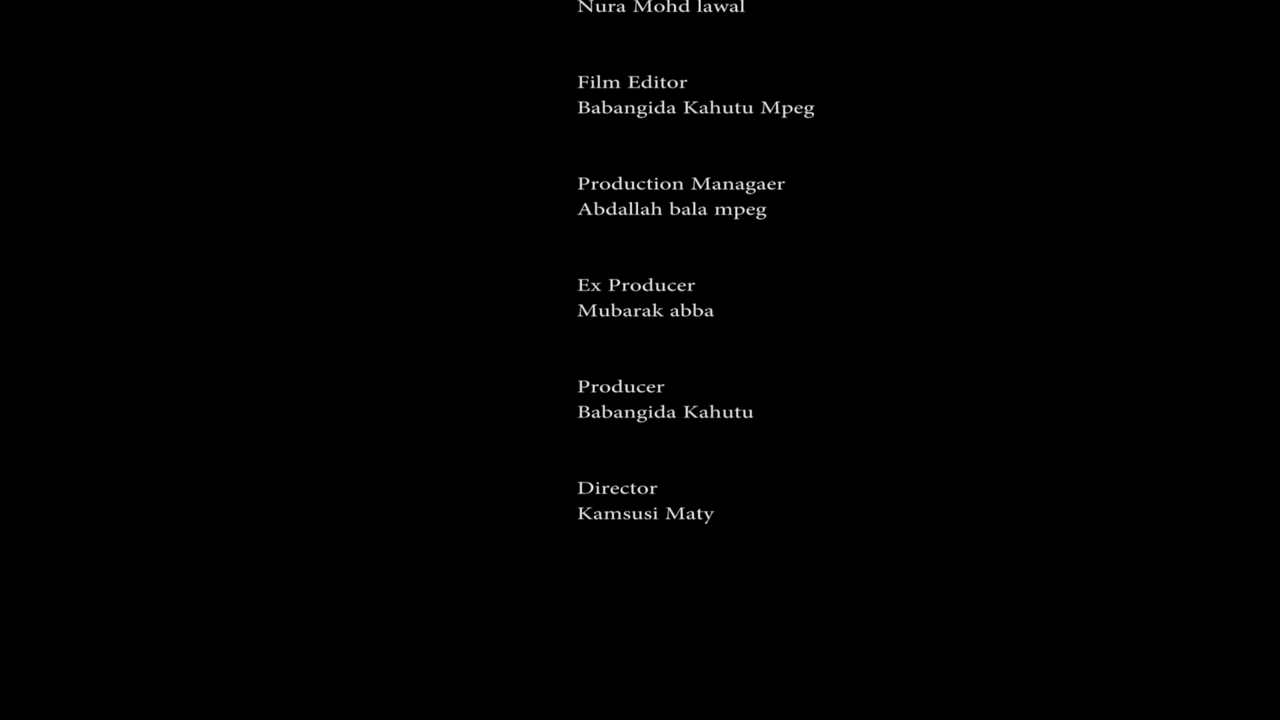 Nura Mohd lawal
Film Editor
Babangida Kahutu Mpeg
Production Managaer
Abdallah bala mpeg
Ex Producer
Mubarak abba
Producer
Babangida Kahutu
Director
Kamsusi Maty